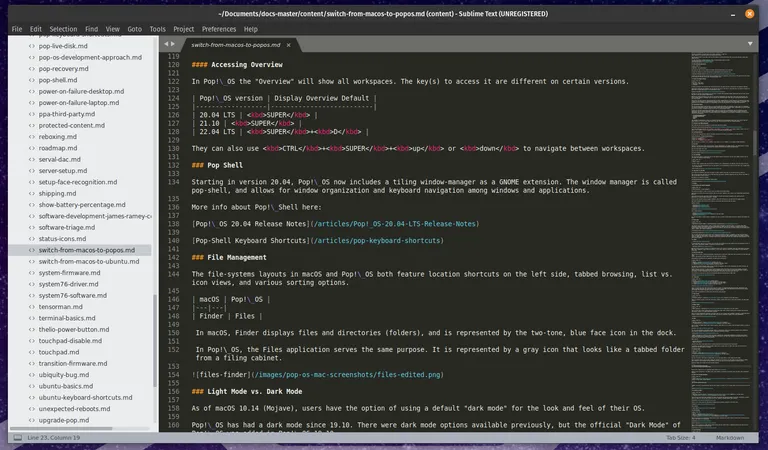 ~/Documents/docs-master/content/switch-from-macos-to-popos.md (content) - Sublime Text (UNREGISTERED)
File Edit Selection Find View Goto Tools Project Preferences Help
pop-live-disk.md
pop-os-development-approach.md
pop-recovery.md
pop-shell.md
power-on-failure-desktop.md
power-on-failure-laptop.md
ppa-third-party.md
protected-content.md
reboxing.md
roadmap.md
serval-dac.md
server-setup.md
setup-face-recognition.md
shipping.md
show-battery-percentage.md
software-development-james-ramey-c
software-triage.md
status-icons.md
switch-from-macos-to-popos.md
switch-from-macos-to-ubuntu.md
system-firmware.md
system76-driver.md
system76-software.md
tensorman.md
terminal-basics.md
thelio-power-button.md
touchpad-disable.md
touchpad.md
transition-firmware.md
ubiquity-bug.md
ubuntu-basics.md
ubuntu-keyboard-shortcuts.md
unexpected-reboots.md
upgrade-pop.md
switch-from-macos-to-popos.md ×
119
120 #### Accessing Overview
121
122 In Pop!\_OS the "Overview" will show all workspaces. The key(s) to access it are different on certain versions.
123
124 | Pop!\_OS version | Display Overview Default |
125 |------------------|-------------------------|
126 | 20.04 LTS | <kbd>SUPER</kbd> |
127 | 21.10 | <kbd>SUPER</kbd> |
128 | 22.04 LTS | <kbd>SUPER</kbd>+<kbd>D</kbd> |
129
130 They can also use <kbd>CTRL</kbd>+<kbd>SUPER</kbd>+<kbd>up</kbd> or <kbd>down</kbd> to navigate between workspaces.
131
132 ### Pop Shell
133
134 Starting in version 20.04, Pop!\_OS now includes a tiling window-manager as a GNOME extension. The window manager is called
pop-shell, and allows for window organization and keyboard navigation among windows and applications.
135
136 More info about Pop!\_Shell here:
137
138 [Pop!\_OS 20.04 Release Notes](/articles/Pop!_OS-20.04-LTS-Release-Notes)
139
140 [Pop-Shell Keyboard Shortcuts](/articles/pop-keyboard-shortcuts)
141
142 ### File Management
143
144 The file-systems layouts in macOS and Pop!\_OS both feature location shortcuts on the left side, tabbed browsing, list vs.
icon views, and various sorting options.
145
146 | macOS | Pop!\_OS |
147 |---|---|
148 | Finder | Files |
149
150 In macOS, Finder displays files and directories (folders), and is represented by the two-tone, blue face icon in the dock.
151
152 In Pop!\_OS, the Files application serves the same purpose. It is represented by a gray icon that looks like a tabbed folder
from a filing cabinet.
153
154 ![files-finder](/images/pop-os-mac-screenshots/files-edited.png)
155
156 ### Light Mode vs. Dark Mode
157
158 As of macOS 10.14 (Mojave), users have the option of using a default "dark mode" for the look and feel of their OS.
159
160 Pop!\_OS has had a dark mode since 19.10. There were dark mode options available previously, but the official "Dark Mode" of
Line 23, Column 19
Tab Size: 4
Markdown